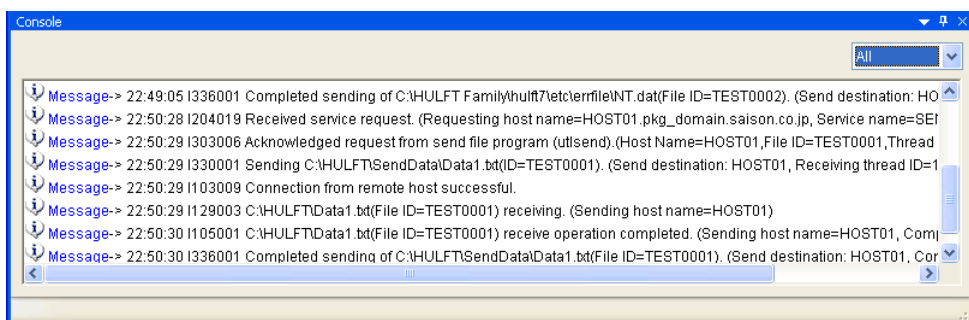 Console
All
Message-> 22:49:05 I336001 Completed sending of C:\HULFT Family\hulft7\etc\errfile\NT.dat(File ID=TEST0002). (Send destination: HO
Message-> 22:50:28 I204019 Received service request. (Requesting host name=HOST01.pkg_domain.saison.co.jp, Service name=SEI
Message-> 22:50:29 I303006 Acknowledged request from send file program (utlsend).(Host Name=HOST01,File ID=TEST0001,Thread
Message-> 22:50:29 I330001 Sending C:\HULFT\SendData\Data1.txt(ID=TEST0001). (Send destination: HOST01, Receiving thread ID=1
Message-> 22:50:29 I103009 Connection from remote host successful.
Message-> 22:50:29 I129003 C:\HULFT\Data1.txt(File ID=TEST0001) receiving. (Sending host name=HOST01)
Message-> 22:50:30 I105001 C:\HULFT\Data1.txt(File ID=TEST0001) receive operation completed. (Sending host name=HOST01, Comp
Message-> 22:50:30 I336001 Completed sending of C:\HULFT\SendData\Data1.txt(File ID=TEST0001). (Send destination: HOST01, Cor